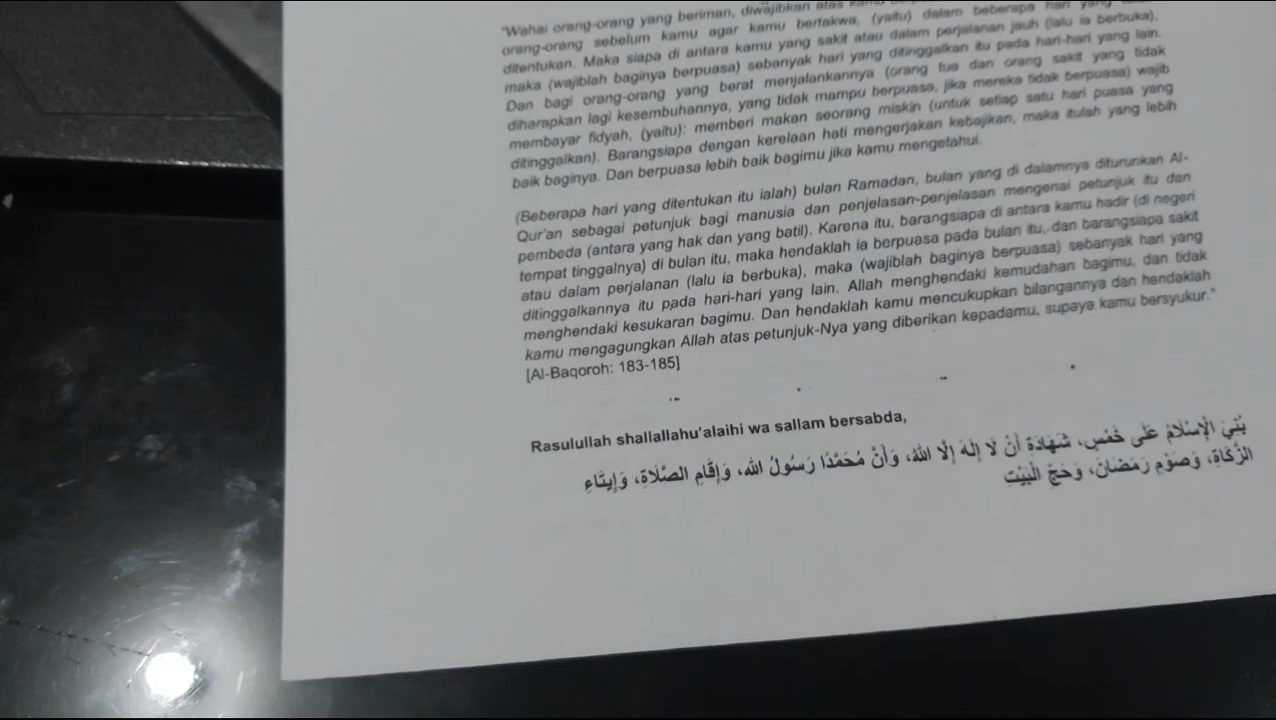 "Wahai orang-orang yang beriman, diwajibkan atas
orang-orang sebelum kamu agar kamu bertakwa, (yaitu) dalam beberapa hari yang
ditentukan. Maka siapa di antara kamu yang sakit atau dalam perjalanan jauh (lalu ia berbuka),
maka (wajiblah baginya berpuasa) sebanyak hari yang ditinggalkan itu pada hari-hari yang lain.
Dan bagi orang-orang yang berat menjalankannya (orang tua dan orang sakit yang tidak
diharapkan lagi kesembuhannya, yang tidak mampu berpuasa, jika mereka tidak berpuasa) wajib
membayar fidyah, (yaitu): memberi makan seorang miskin (untuk setiap satu hari puasa yang
ditinggalkan). Barangsiapa dengan kerelaan hati mengerjakan kebajikan, maka itulah yang lebih
baik baginya. Dan berpuasa lebih baik bagimu jika kamu mengetahui.
(Beberapa hari yang ditentukan itu ialah) bulan Ramadan, bulan yang di dalamnya diturunkan Al-
Qur'an sebagai petunjuk bagi manusia dan penjelasan-penjelasan mengenai petunjuk itu dan
pembeda (antara yang hak dan yang batil). Karena itu, barangsiapa di antara kamu hadir (di negeri
tempat tinggalnya) di bulan itu, maka hendaklah ia berpuasa pada bulan itu, dan barangsiapa sakit
atau dalam perjalanan (lalu ia berbuka), maka (wajiblah baginya berpuasa) sebanyak hari yang
ditinggalkannya itu pada hari-hari yang lain. Allah menghendaki kemudahan bagimu, dan tidak
menghendaki kesukaran bagimu. Dan hendaklah kamu mencukupkan bilangannya dan hendaklah
kamu mengagungkan Allah atas petunjuk-Nya yang diberikan kepadamu, supaya kamu bersyukur."
[Al-Baqoroh: 183-185]
Rasulullah shallallahu'alaihi wa sallam bersabda,
بُنِيَ الْإِسْلَامُ عَلَى خَمْسٍ، شَهَادَةِ أَنْ لَا إِلَهَ إِلَّا اللهُ، وَأَنَّ مُحَمَّدًا رَسُولُ اللهِ، وَإِقَامِ الصَّلَاةِ، وَإِيتَاءِ
الزَّكَاةِ، وَصَوْمِ رَمَضَانَ، وَحَجِّ الْبَيْتِ